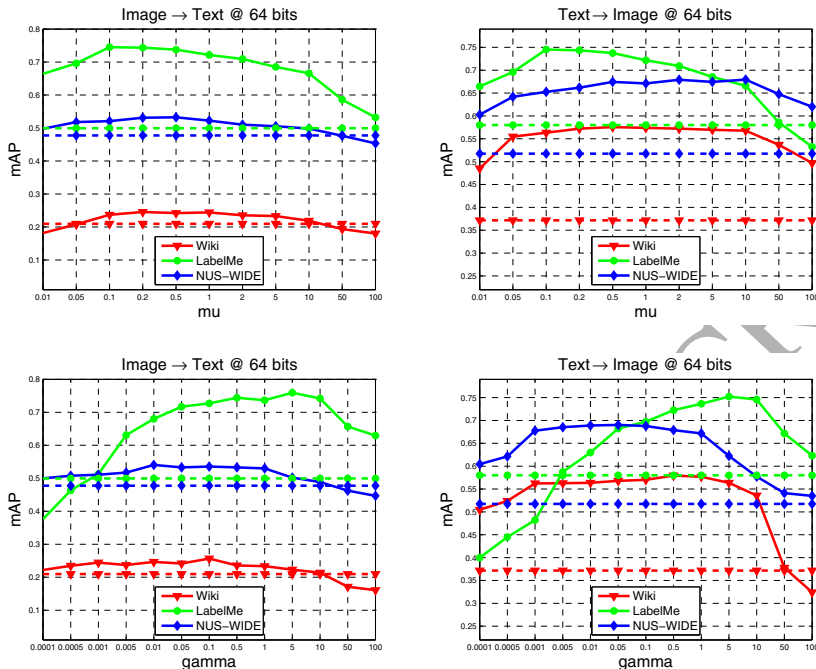 Image → Text @ 64 bits
0.8
0.7
0.6
0.5
0.4
0.3
0.2
0.1
mAP
Wiki
LabelMe
NUS-WIDE
0.01 0.05 0.1 0.2 0.5 1 2 5 10 50 100
mu
Text → Image @ 64 bits
0.75
0.7
0.65
0.6
0.55
0.5
0.45
0.4
0.35
0.3
0.25
mAP
Wiki
LabelMe
NUS-WIDE
0.01 0.05 0.1 0.2 0.5 1 2 5 10 50 100
mu
Image → Text @ 64 bits
0.8
0.7
0.6
0.5
0.4
0.3
0.2
0.1
mAP
Wiki
LabelMe
NUS-WIDE
0.0001 0.0005 0.001 0.005 0.01 0.05 0.1 0.5 1 5 10 50 100
gamma
Text → Image @ 64 bits
0.75
0.7
0.65
0.6
0.55
0.5
0.45
0.4
0.35
0.3
0.25
mAP
Wiki
LabelMe
NUS-WIDE
0.0001 0.0005 0.001 0.005 0.01 0.05 0.1 0.5 1 5 10 50 100
gamma